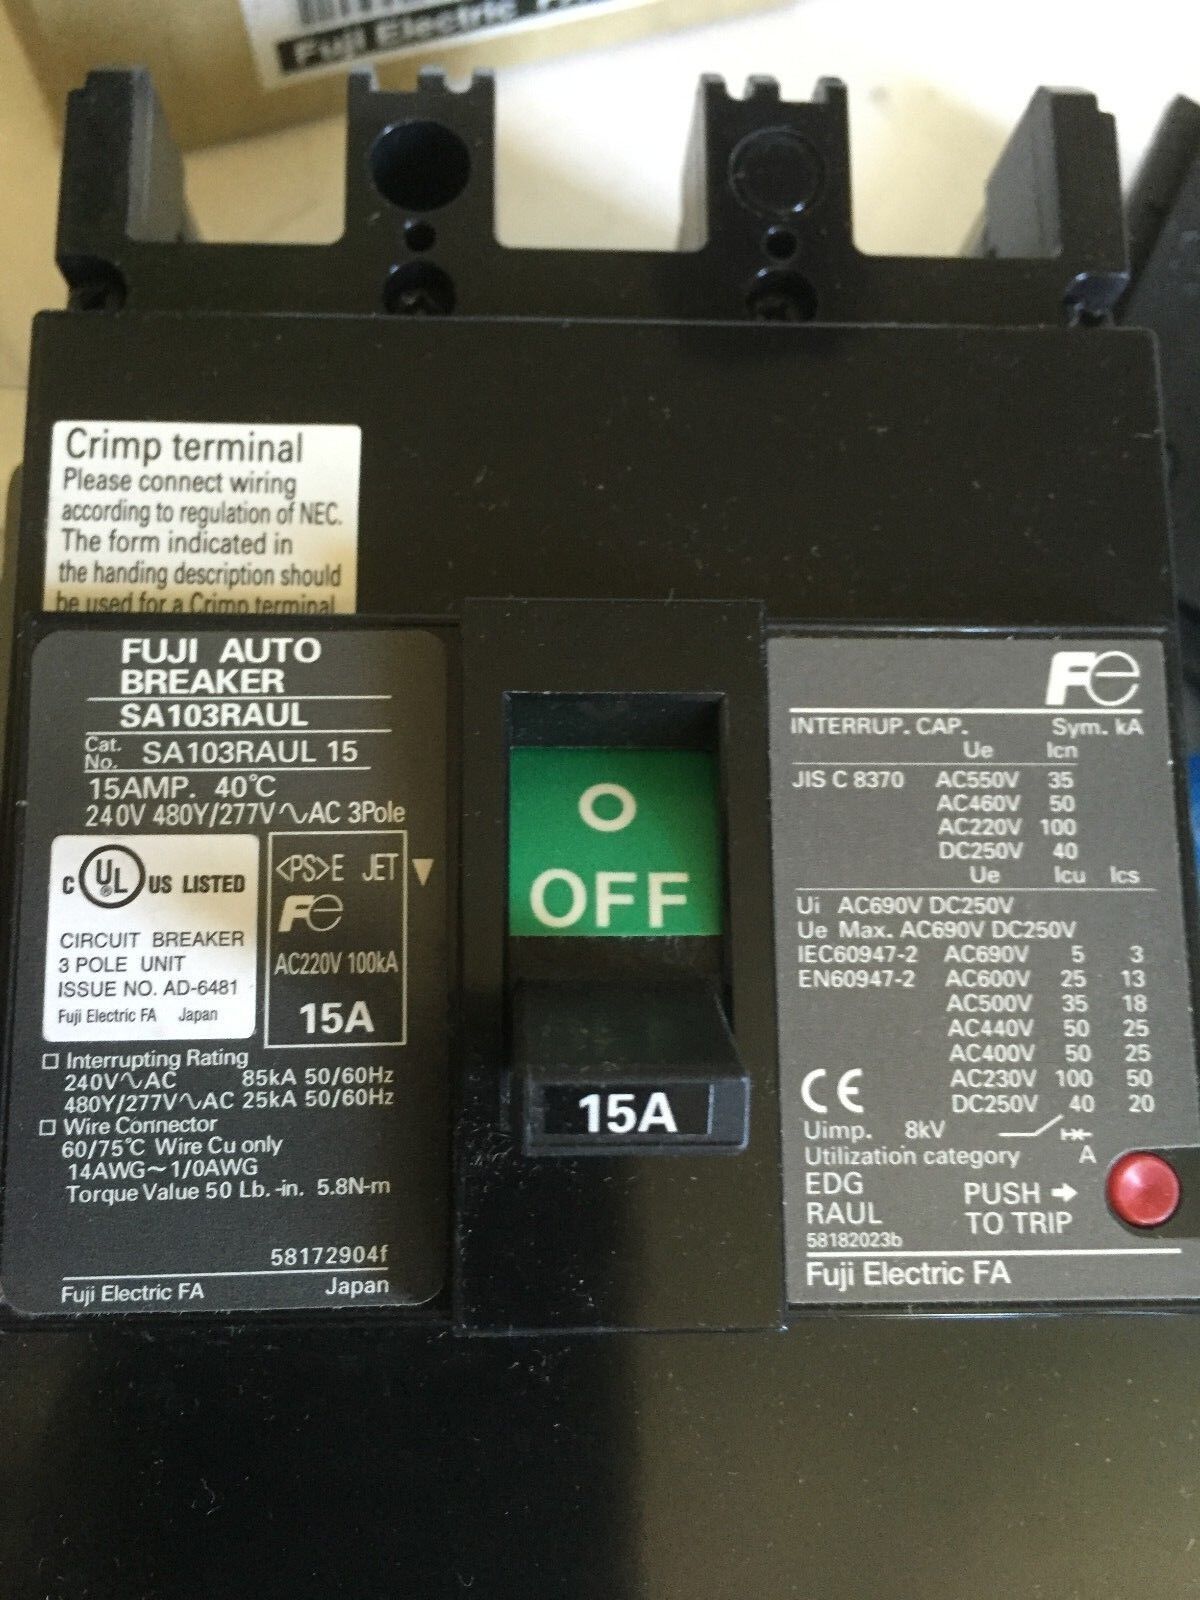 Fuji Electric FA
Crimp terminal
Please connect wiring
according to regulation of NEC.
The form indicated in
the handing description should
be used for a Crimp terminal
FUJI AUTO
BREAKER
SA103RAUL
Cat. No. SA103RAUL 15
15AMP. 40℃
240V 480Y/277V∿AC 3Pole
C UL ® US LISTED
CIRCUIT BREAKER
3 POLE UNIT
ISSUE NO. AD-6481
Fuji Electric FA Japan
<PS>E JET
Fe
AC220V 100kA
15A
□ Interrupting Rating
240V∿AC 85kA 50/60Hz
480Y/277V∿AC 25kA 50/60Hz
□ Wire Connector
60/75℃ Wire Cu only
14AWG~1/0AWG
Torque Value 50 Lb.-in. 5.8N-m
58172904f
Fuji Electric FA Japan
O
OFF
15A
Fe
INTERRUP. CAP. Sym. kA
Ue Icn
JIS C 8370 AC550V 35
AC460V 50
AC220V 100
DC250V 40
Ue Icu Ics
Ui AC690V DC250V
Ue Max. AC690V DC250V
IEC60947-2 AC690V 5 3
EN60947-2 AC600V 25 13
AC500V 35 18
AC440V 50 25
AC400V 50 25
AC230V 100 50
DC250V 40 20
CE
Uimp. 8kV
Utilization category A
EDG
RAUL
58182023b
PUSH →
TO TRIP
Fuji Electric FA